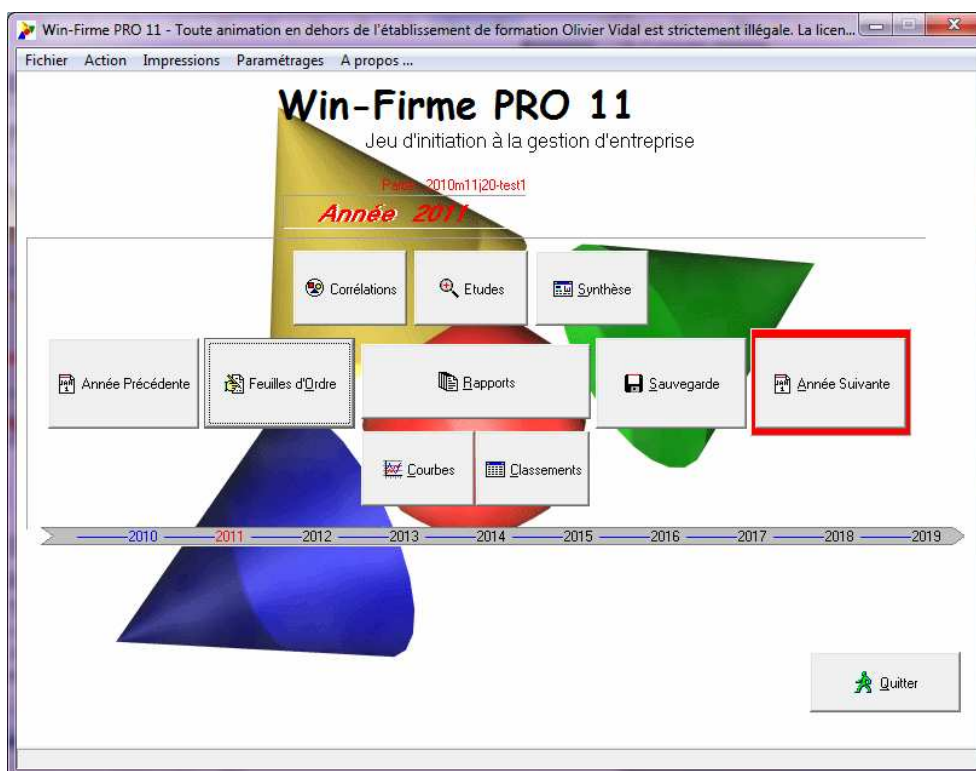 Win-Firme PRO 11 - Toute animation en dehors de l'établissement de formation Olivier Vidal est strictement illégale. La licen...
Fichier Action Impressions Paramétrages A propos ...
Win-Firme PRO 11
Jeu d'initiation à la gestion d'entreprise
2010m11j20-test1
Année 2011
Corrélations Etudes Synthèse
Année Précédente Feuilles d'Ordre Rapports Sauvegarde Année Suivante
Courbes Classements
2010 2011 2012 2013 2014 2015 2016 2017 2018 2019
Quitter